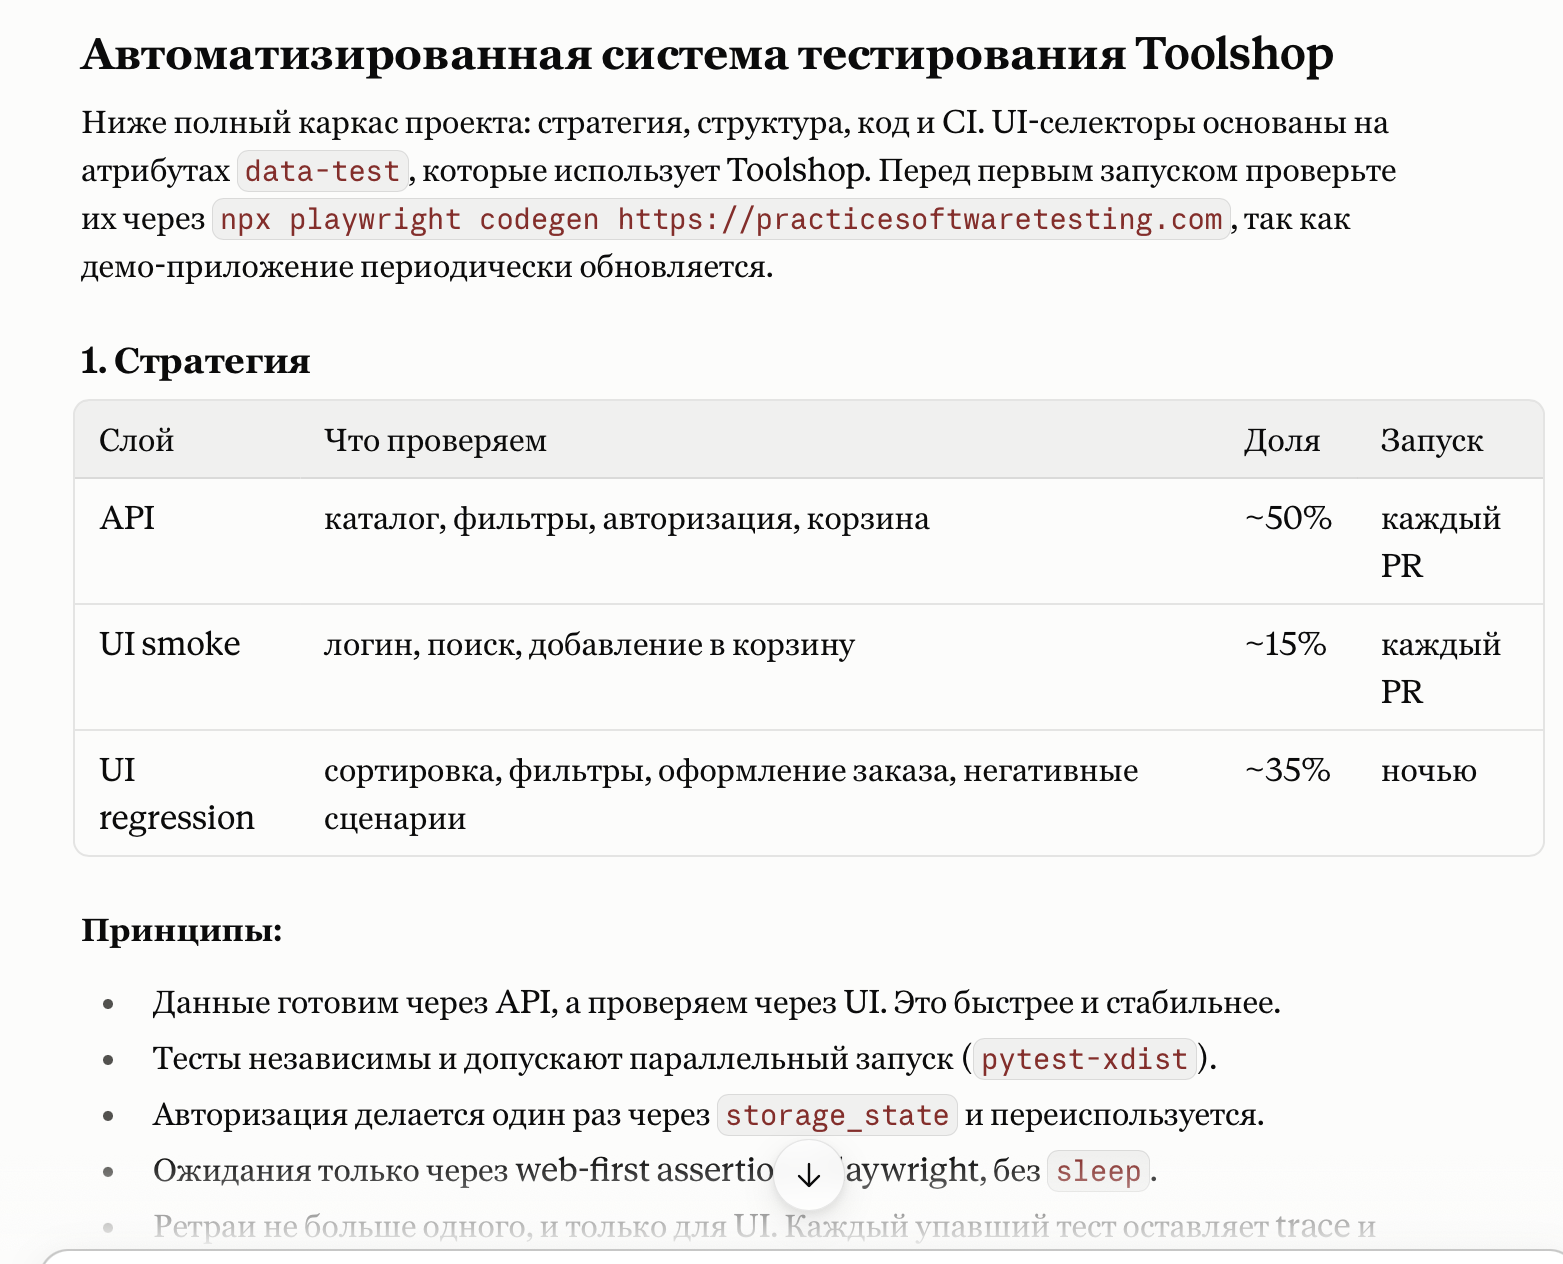 Автоматизированная система тестирования Toolshop
Ниже полный каркас проекта: стратегия, структура, код и CI. UI-селекторы основаны на
атрибутах data-test, которые использует Toolshop. Перед первым запуском проверьте
их через npx playwright codegen https://practicesoftwaretesting.com, так как
демо-приложение периодически обновляется.
1. Стратегия
Слой Что проверяем Доля Запуск
API каталог, фильтры, авторизация, корзина ~50% каждый
PR
UI smoke логин, поиск, добавление в корзину ~15% каждый
PR
UI сортировка, фильтры, оформление заказа, негативные ~35% ночью
regression сценарии
Принципы:
• Данные готовим через API, а проверяем через UI. Это быстрее и стабильнее.
• Тесты независимы и допускают параллельный запуск (pytest-xdist).
• Авторизация делается один раз через storage_state и переиспользуется.
• Ожидания только через web-first assertio laywright, без sleep.
• Ретраи не больше одного, и только для UI. Каждый упавший тест оставляет trace и